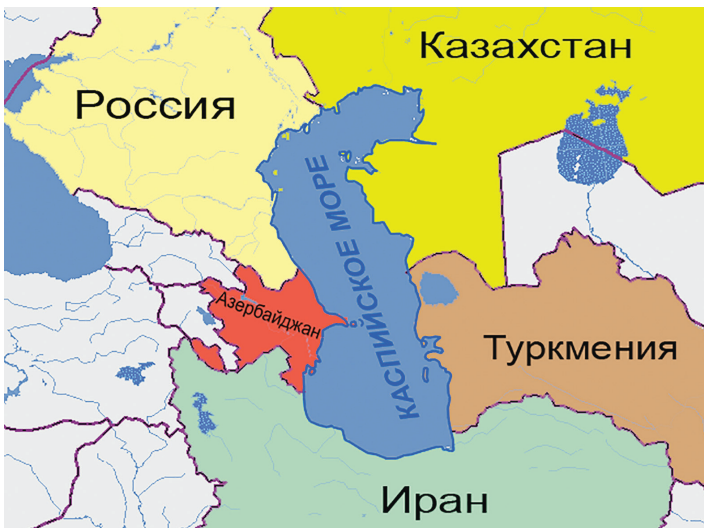 Казахстан
Россия
КАСПИЙСКОЕ МОРЕ
Азербайджан
Туркмения
Иран